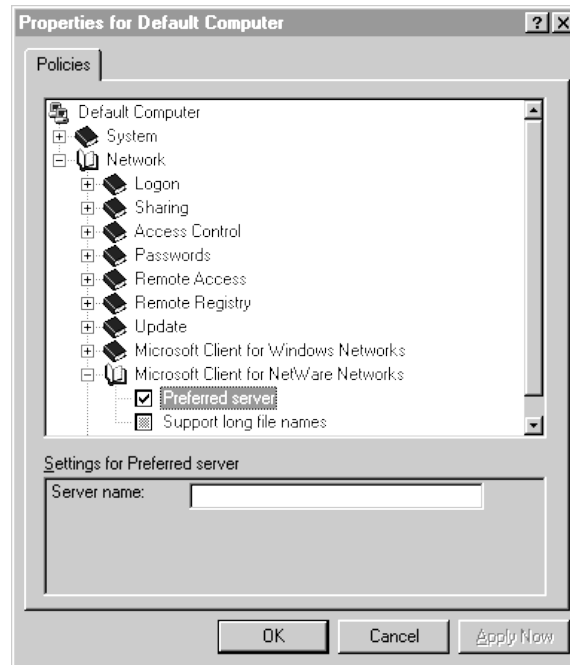 Properties for Default Computer
Policies
Default Computer
System
Network
Logon
Sharing
Access Control
Passwords
Remote Access
Remote Registry
Update
Microsoft Client for Windows Networks
Microsoft Client for NetWare Networks
Preferred server
Support long file names
Settings for Preferred server
Server name:
OK Cancel Apply Now